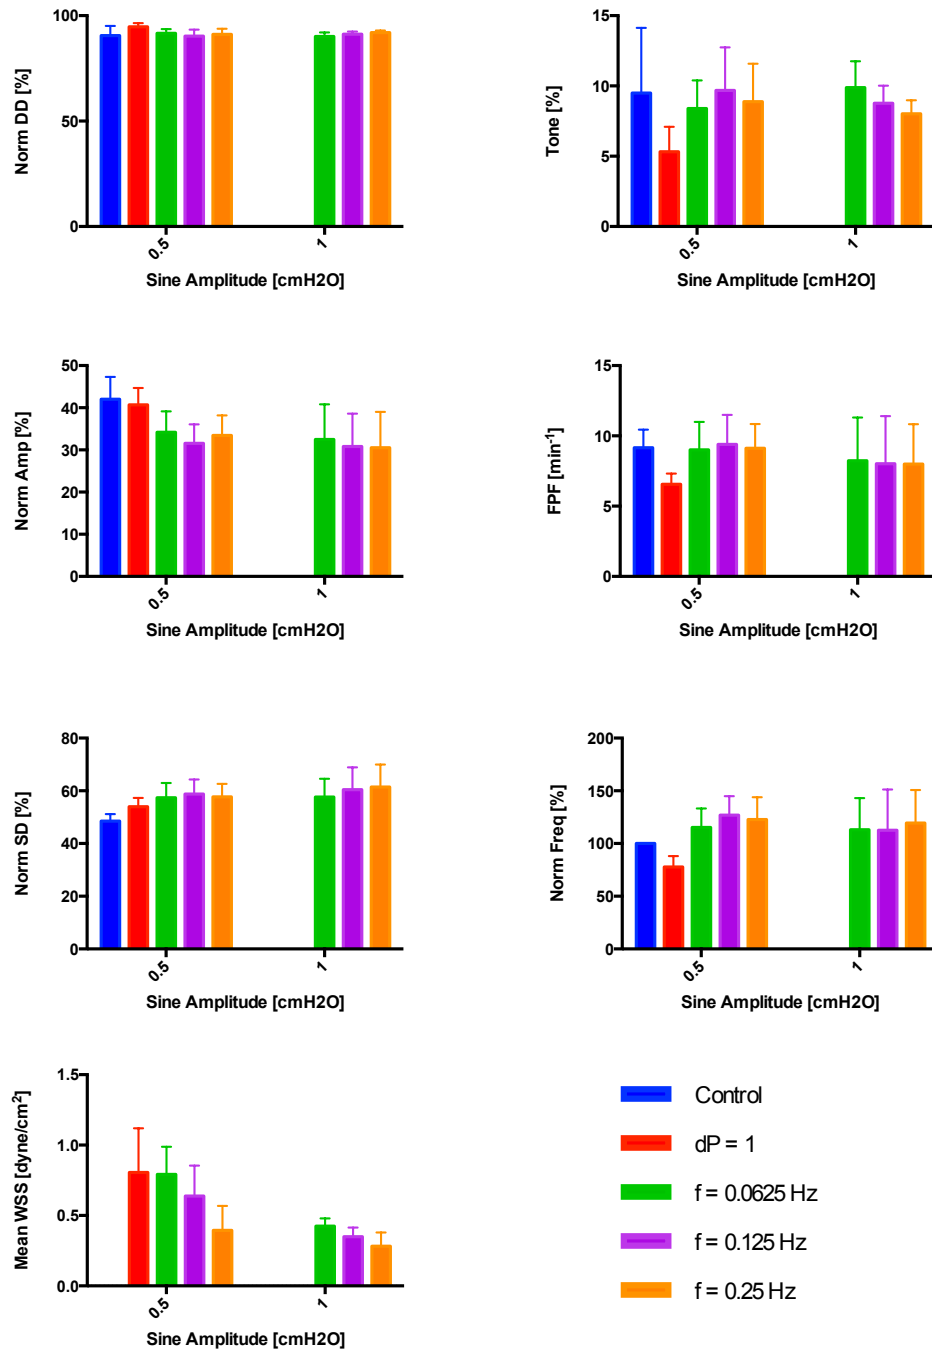 Norm DD [%]
100
50
0
0.5
1
Sine Amplitude [cmH2O]
Tone [%]
15
10
5
0
0.5
1
Sine Amplitude [cmH2O]
Norm Amp [%]
50
40
30
20
10
0
0.5
1
Sine Amplitude [cmH2O]
FPF [min⁻¹]
15
10
5
0
0.5
1
Sine Amplitude [cmH2O]
Norm SD [%]
80
60
40
20
0
0.5
1
Sine Amplitude [cmH2O]
Norm Freq [%]
200
150
100
50
0
0.5
1
Sine Amplitude [cmH2O]
Mean WSS [dyne/cm²]
1.5
1.0
0.5
0.0
0.5
1
Sine Amplitude [cmH2O]
Control
dP = 1
f = 0.0625 Hz
f = 0.125 Hz
f = 0.25 Hz